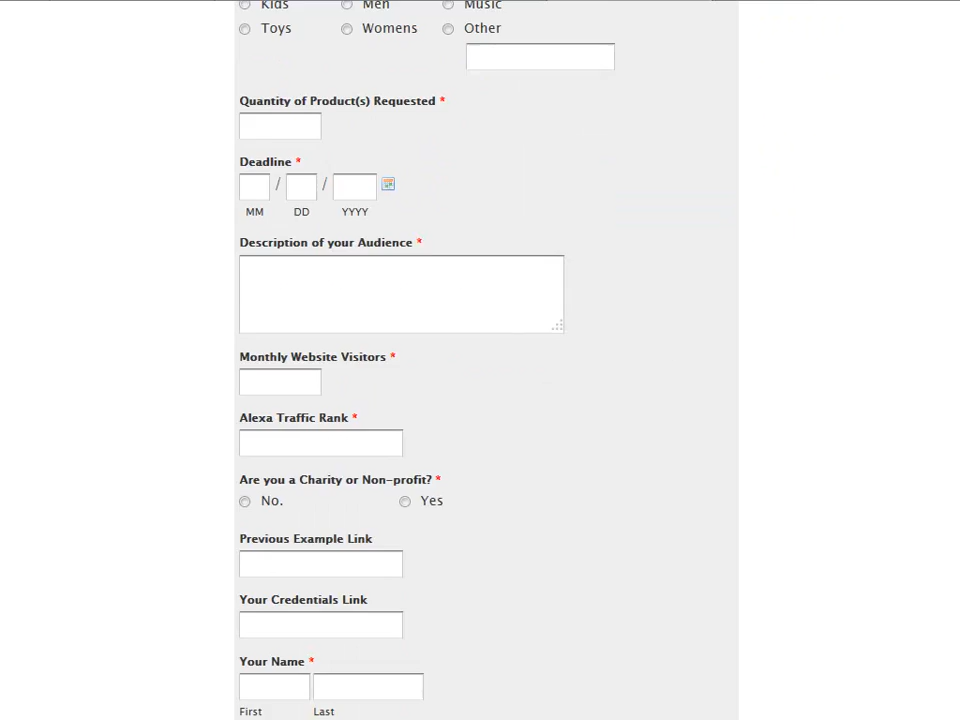 Kids Men Music
Toys Womens Other
Quantity of Product(s) Requested *
Deadline *
/ /
MM DD YYYY
Description of your Audience *
Monthly Website Visitors *
Alexa Traffic Rank *
Are you a Charity or Non-profit? *
No. Yes
Previous Example Link
Your Credentials Link
Your Name *
First Last